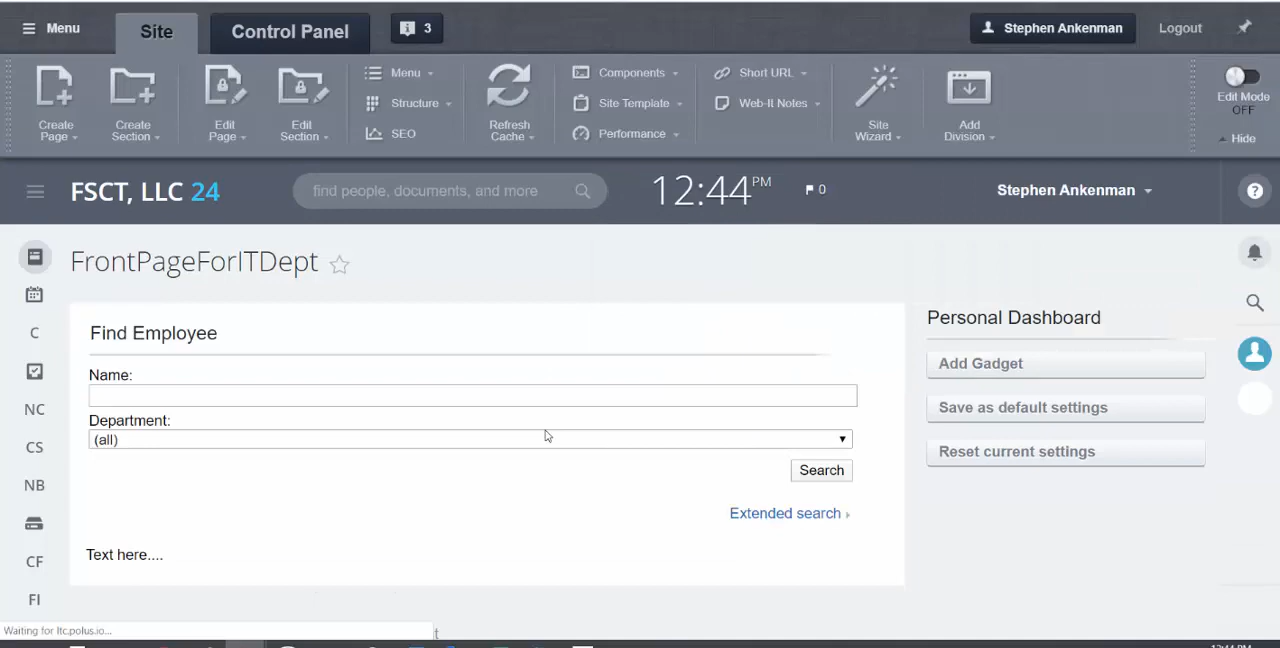 Menu
Site
Control Panel
3
Stephen Ankenman
Logout
Create Page
Create Section
Edit Page
Edit Section
Menu
Structure
SEO
Refresh Cache
Components
Site Template
Performance
Short URL
Web-It Notes
Site Wizard
Add Division
Edit Mode
OFF
Hide
FSCT, LLC 24
find people, documents, and more
12:44 PM
0
Stephen Ankenman
?
FrontPageForITDept
C
NC
CS
NB
CF
FI
Find Employee
Name:
Department:
(all)
Search
Extended search
Text here....
Personal Dashboard
Add Gadget
Save as default settings
Reset current settings
Waiting for ltc.polus.io...
t
12:44 PM